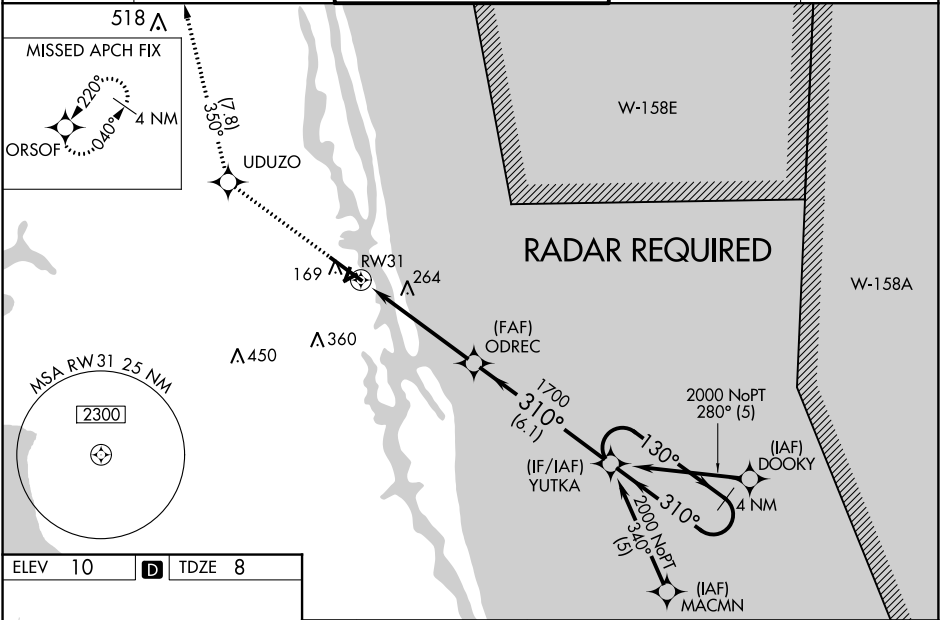 518
MISSED APCH FIX
220°
040°
4 NM
ORSOF
(7.8)
350°
UDUZO
W-158E
RADAR REQUIRED
W-158A
169
RW31
264
360
450
(FAF)
ODREC
1700
310°
(6.1)
2000 NoPT
280° (5)
(IAF)
DOOKY
130°
(IF/IAF)
YUTKA
310°
4 NM
2000 NoPT
340°
(5)
(IAF)
MACMN
MSA RW 31 25 NM
2300
ELEV 10 D TDZE 8